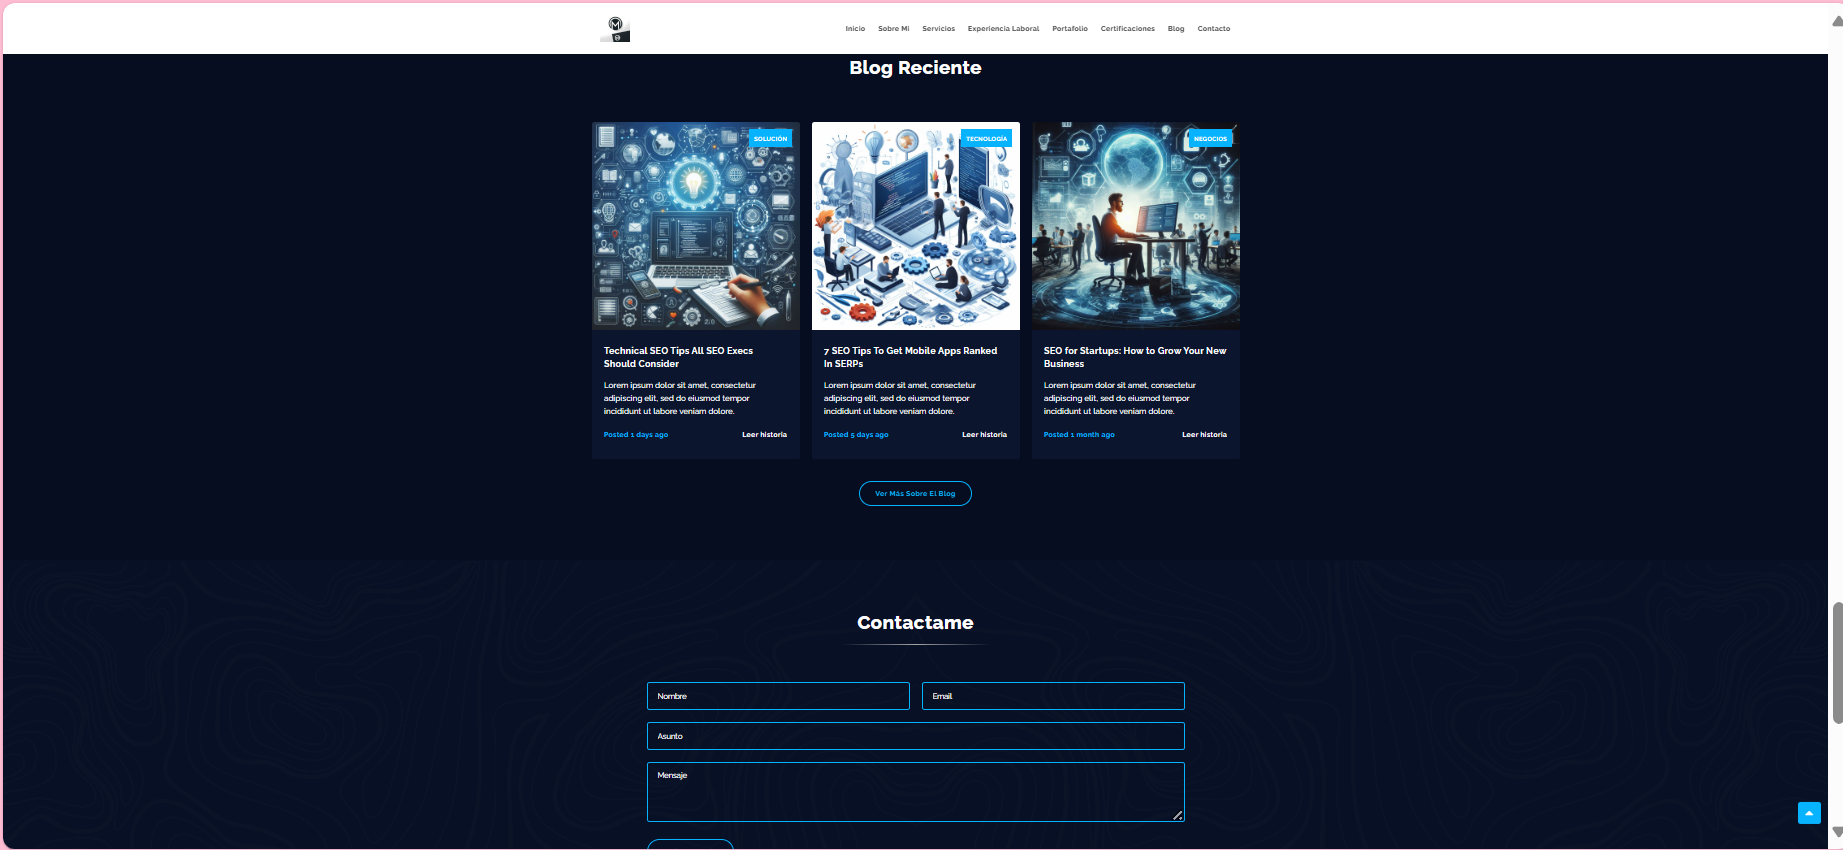 Inicio Sobre Mi Servicios Experiencia Laboral Portafolio Certificaciones Blog Contacto
Blog Reciente
SOLUCIÓN
TECNOLOGÍA
NEGOCIOS
Technical SEO Tips All SEO Execs
Should Consider
Lorem ipsum dolor sit amet, consectetur
adipiscing elit, sed do eiusmod tempor
incididunt ut labore veniam dolore.
Posted 1 days ago Leer historia
7 SEO Tips To Get Mobile Apps Ranked
In SERPs
Lorem ipsum dolor sit amet, consectetur
adipiscing elit, sed do eiusmod tempor
incididunt ut labore veniam dolore.
Posted 5 days ago Leer historia
SEO for Startups: How to Grow Your New
Business
Lorem ipsum dolor sit amet, consectetur
adipiscing elit, sed do eiusmod tempor
incididunt ut labore veniam dolore.
Posted 1 month ago Leer historia
Ver Más Sobre El Blog
Contactame
Nombre Email
Asunto
Mensaje